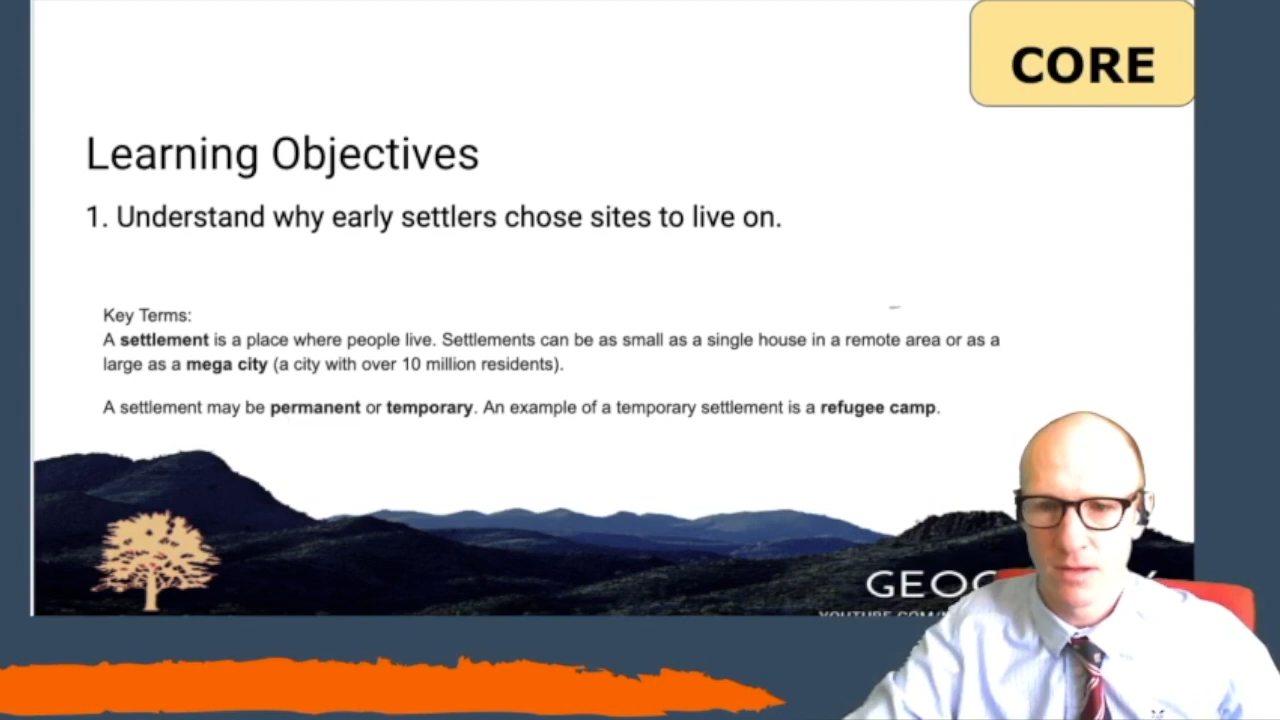 CORE
Learning Objectives
1. Understand why early settlers chose sites to live on.
Key Terms:
A settlement is a place where people live. Settlements can be as small as a single house in a remote area or as a
large as a mega city (a city with over 10 million residents).
A settlement may be permanent or temporary. An example of a temporary settlement is a refugee camp.